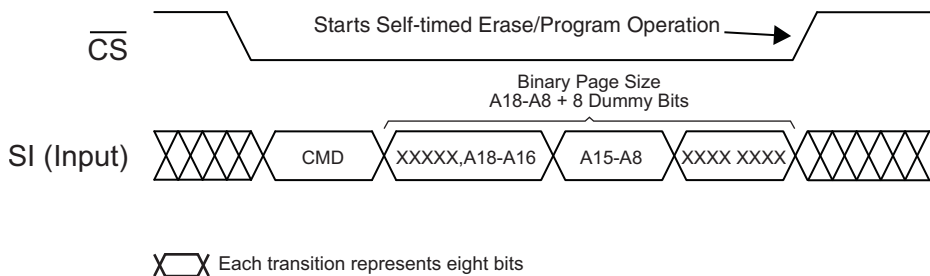 Starts Self-timed Erase/Program Operation
CS
Binary Page Size
A18-A8 + 8 Dummy Bits
SI (Input)
CMD
XXXXX,A18-A16
A15-A8
XXXX XXXX
Each transition represents eight bits